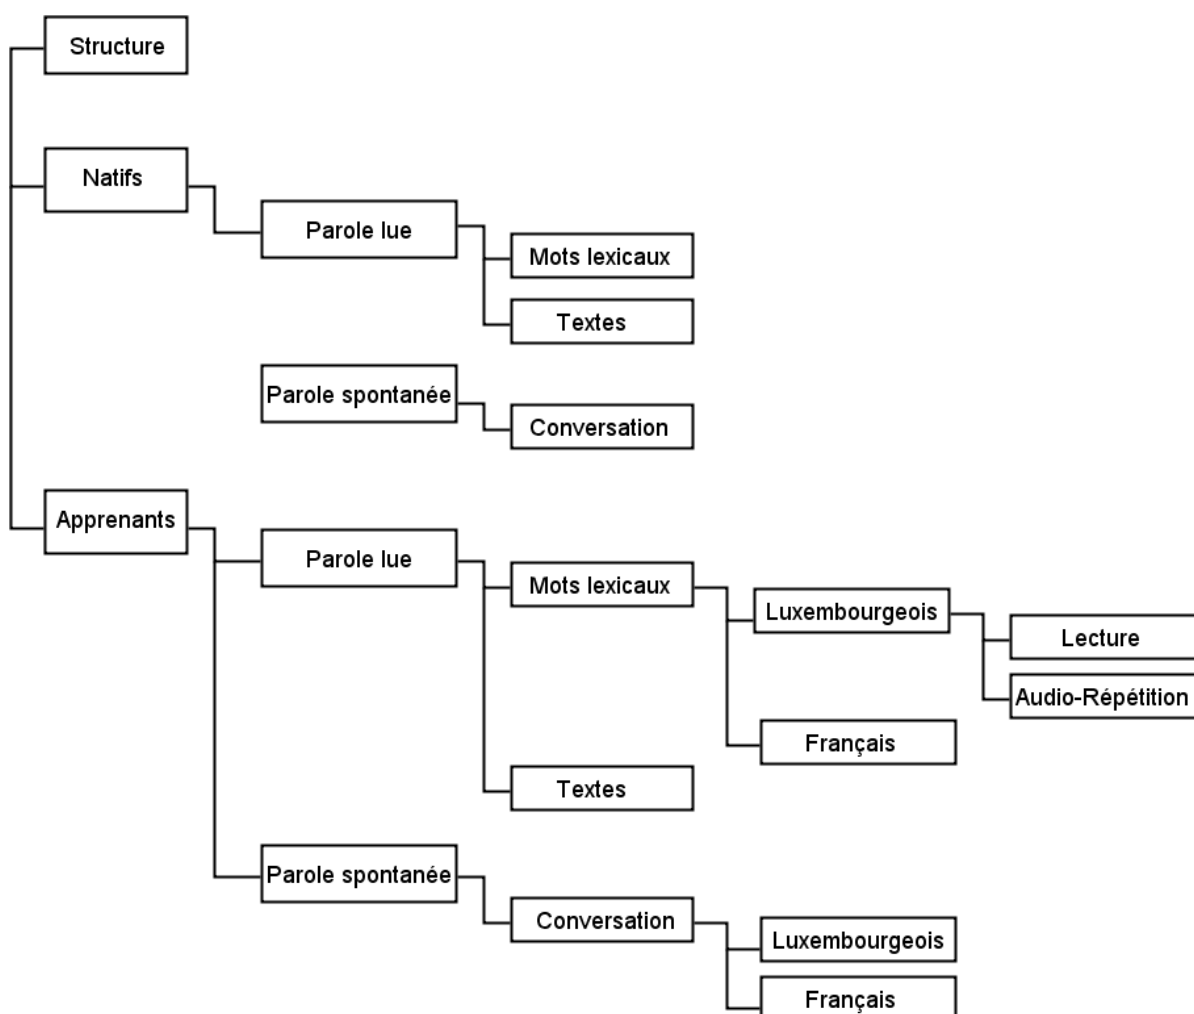 Structure
Natifs
Parole lue
Mots lexicaux
Textes
Parole spontanée
Conversation
Apprenants
Parole lue
Mots lexicaux
Luxembourgeois
Lecture
Audio-Répétition
Français
Textes
Parole spontanée
Conversation
Luxembourgeois
Français